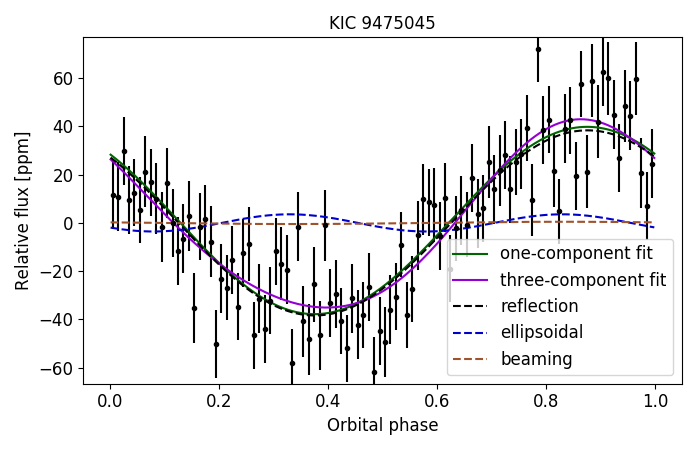 KIC 9475045
Relative flux [ppm]
60
40
20
0
−20
−40
−60
one-component fit
three-component fit
reflection
ellipsoidal
beaming
0.0 0.2 0.4 0.6 0.8 1.0
Orbital phase